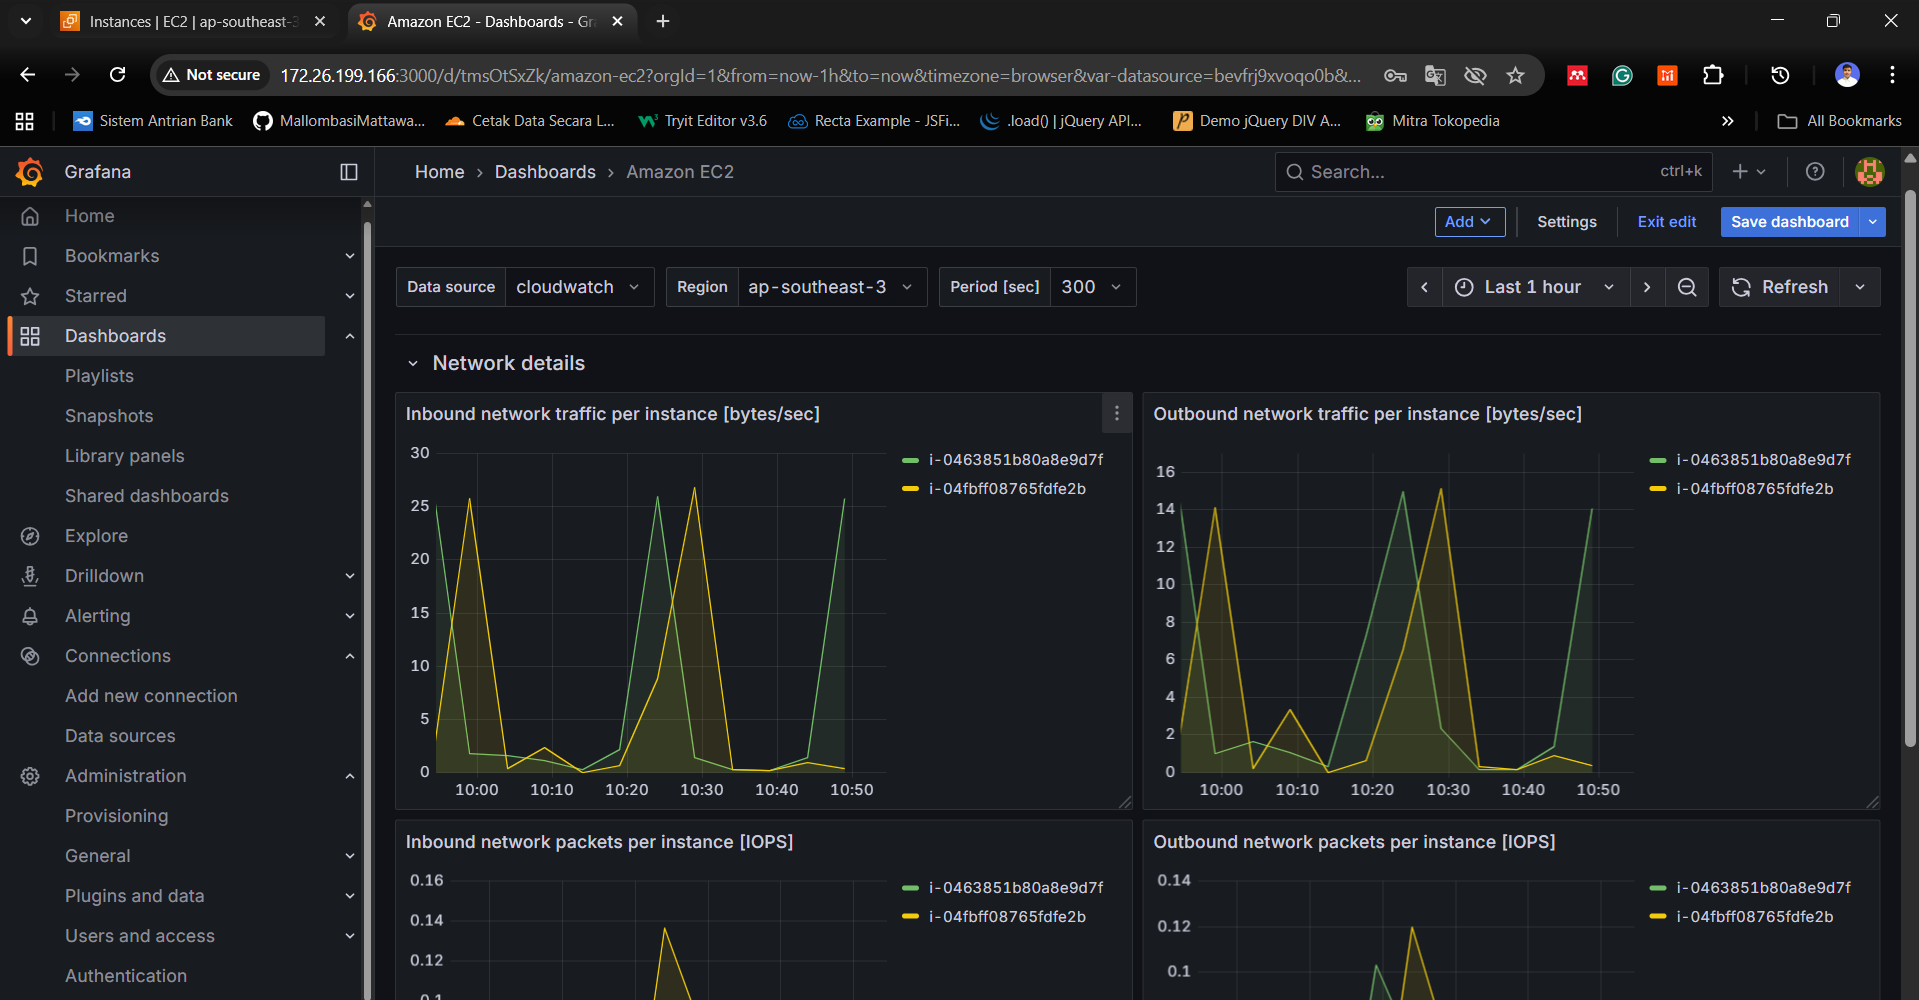 Instances | EC2 | ap-southeast-3
Amazon EC2 - Dashboards - Gr
Not secure
172.26.199.166:3000/d/tmsOtSxZk/amazon-ec2?orgId=1&from=now-1h&to=now&timezone=browser&var-datasource=bevfrj9xvoqo0b&...
Sistem Antrian Bank
MallombasiMattawa...
Cetak Data Secara L...
Tryit Editor v3.6
Recta Example - JSFi...
.load() | jQuery API...
Demo jQuery DIV A...
Mitra Tokopedia
All Bookmarks
Grafana
Home
Dashboards
Amazon EC2
Search...
ctrl+k
Add
Settings
Exit edit
Save dashboard
Home
Bookmarks
Starred
Dashboards
Playlists
Snapshots
Library panels
Shared dashboards
Explore
Drilldown
Alerting
Connections
Add new connection
Data sources
Administration
Provisioning
General
Plugins and data
Users and access
Authentication
Data source
cloudwatch
Region
ap-southeast-3
Period [sec]
300
Last 1 hour
Refresh
Network details
Inbound network traffic per instance [bytes/sec]
30
25
20
15
10
5
0
10:00
10:10
10:20
10:30
10:40
10:50
i-0463851b80a8e9d7f
i-04fbff08765fdfe2b
Outbound network traffic per instance [bytes/sec]
16
14
12
10
8
6
4
2
0
10:00
10:10
10:20
10:30
10:40
10:50
i-0463851b80a8e9d7f
i-04fbff08765fdfe2b
Inbound network packets per instance [IOPS]
0.16
0.14
0.12
0.1
i-0463851b80a8e9d7f
i-04fbff08765fdfe2b
Outbound network packets per instance [IOPS]
0.14
0.12
0.1
i-0463851b80a8e9d7f
i-04fbff08765fdfe2b